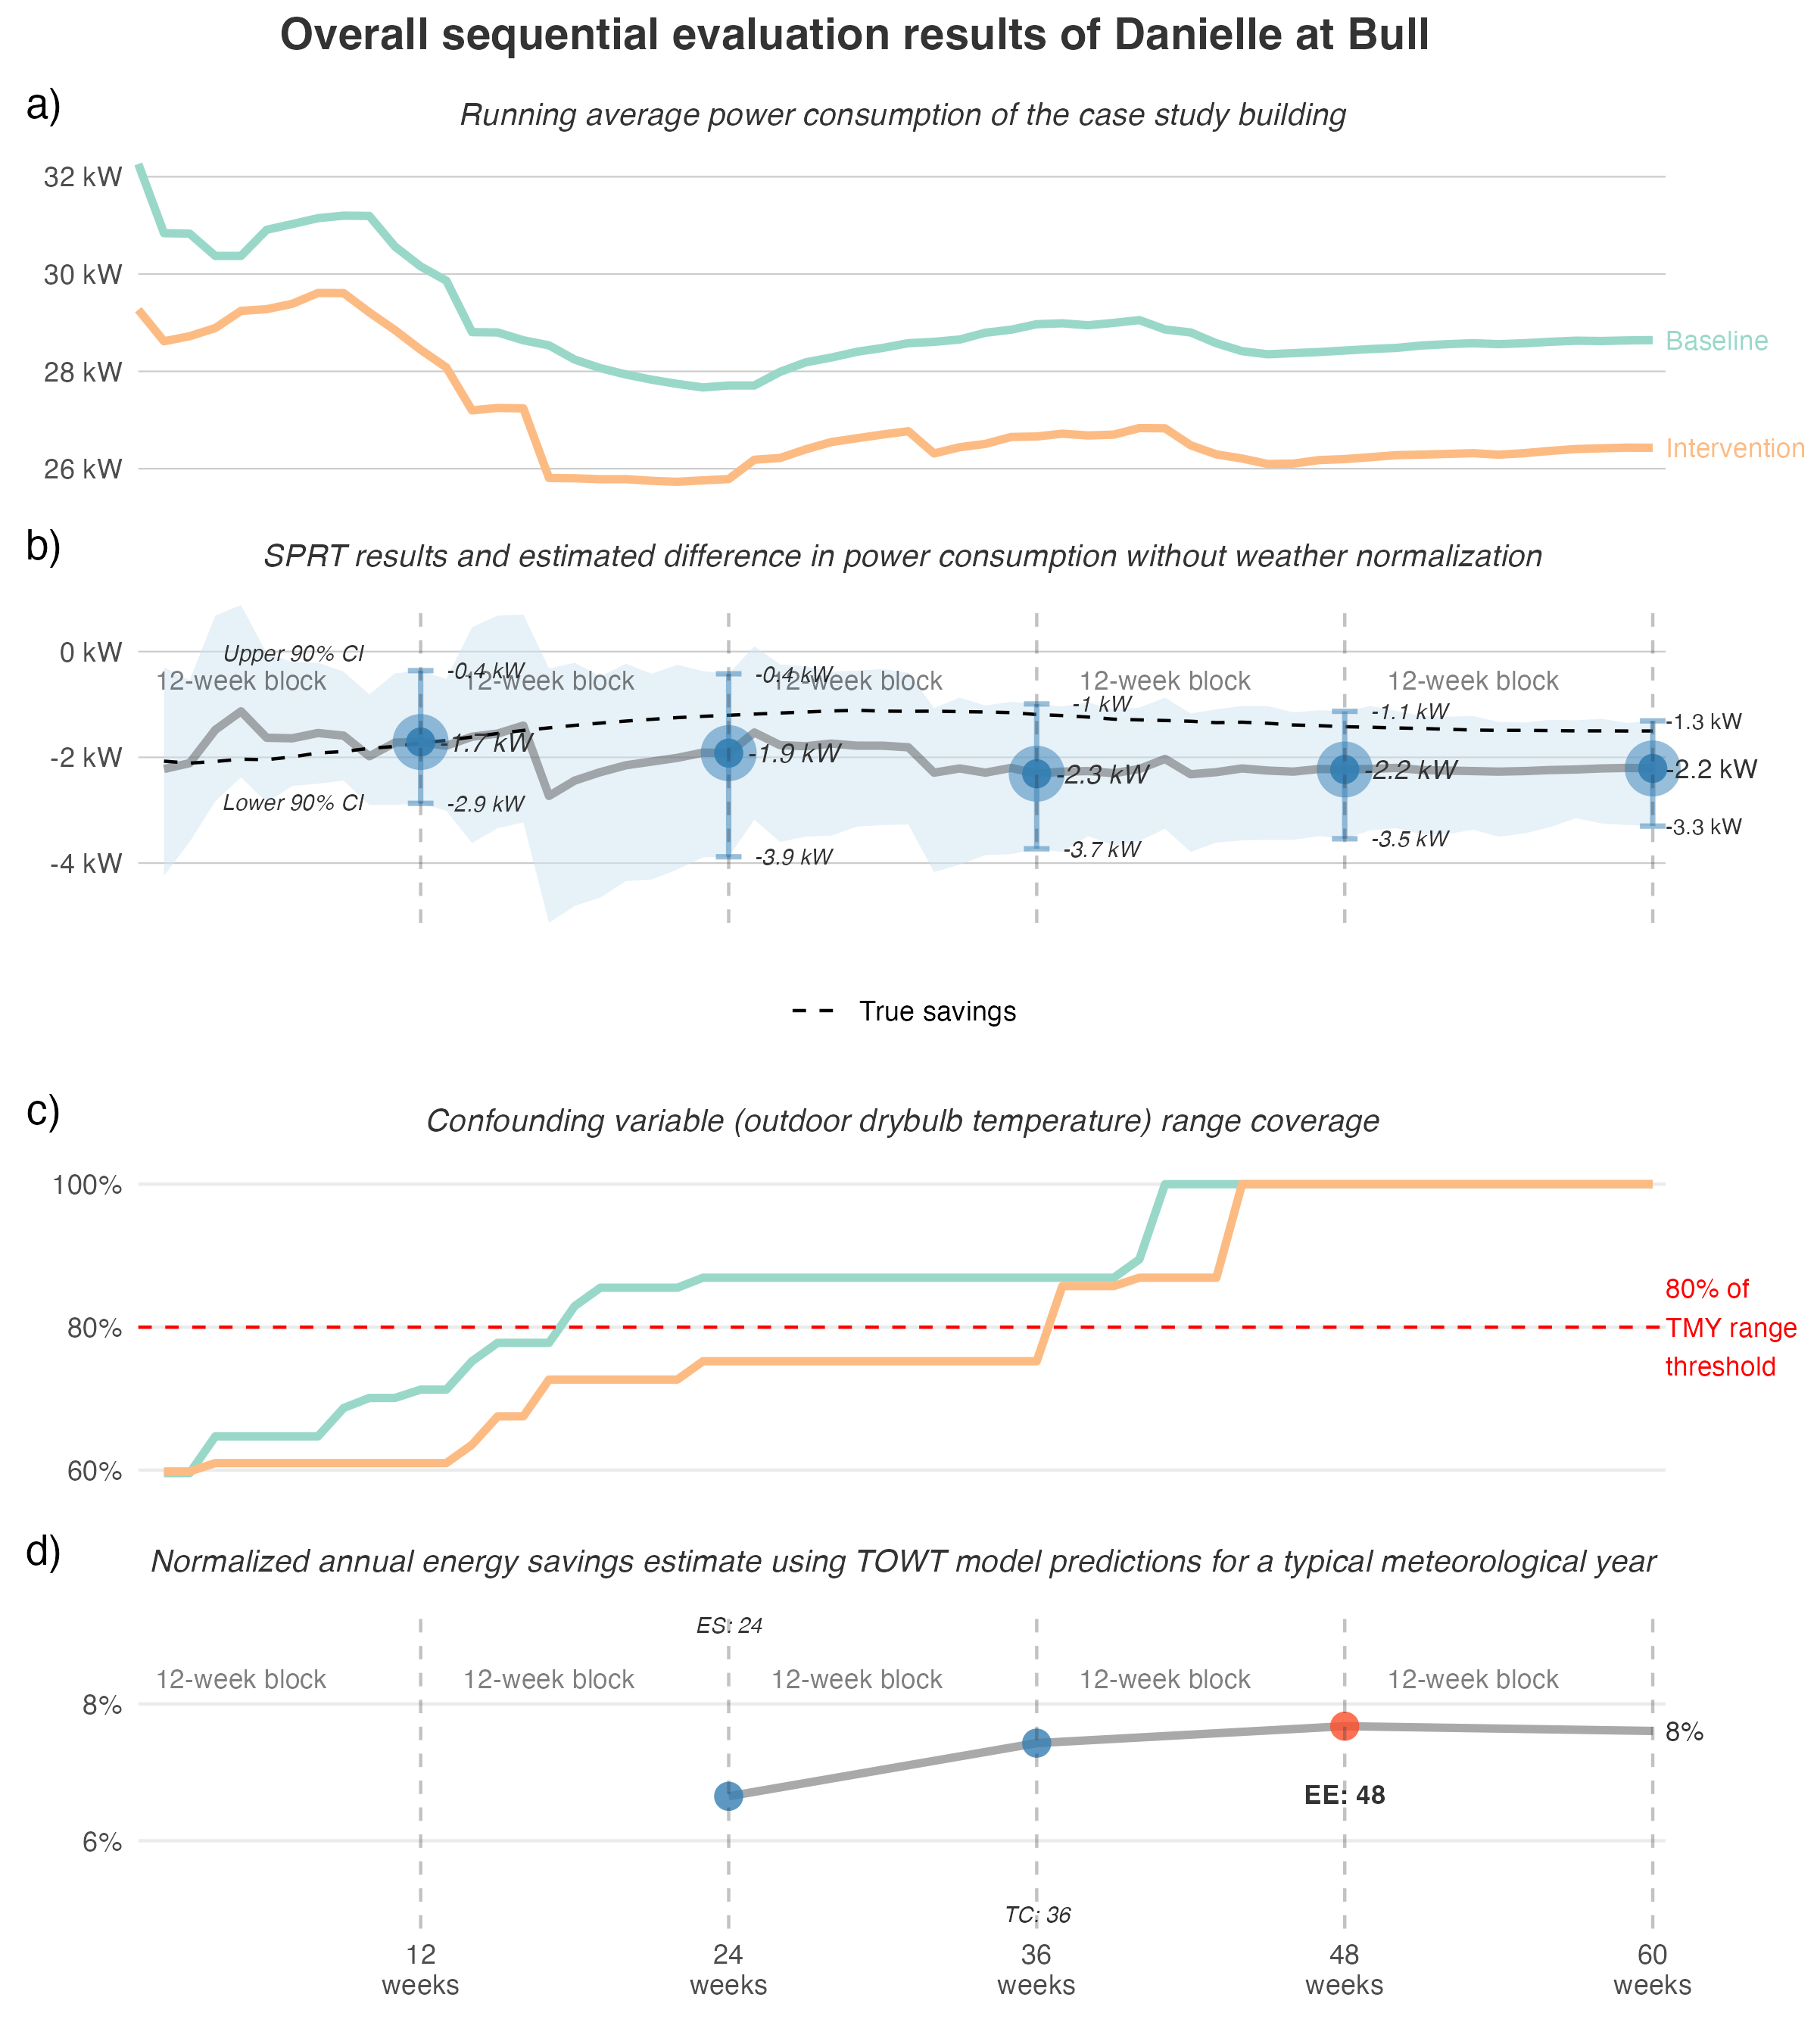 Overall sequential evaluation results of Danielle at Bull
a)
Running average power consumption of the case study building
32 kW
30 kW
28 kW
26 kW
Baseline
Intervention
b)
SPRT results and estimated difference in power consumption without weather normalization
0 kW
-2 kW
-4 kW
Upper 90% CI
Lower 90% CI
12-week block
12-week block
12-week block
12-week block
12-week block
-0.4 kW
-0.4 kW
-1 kW
-1.1 kW
-1.3 kW
-1.7 kW
-1.9 kW
-2.3 kW
-2.2 kW
-2.2 kW
-2.9 kW
-3.9 kW
-3.7 kW
-3.5 kW
-3.3 kW
True savings
c)
Confounding variable (outdoor drybulb temperature) range coverage
100%
80%
60%
80% of
TMY range
threshold
d)
Normalized annual energy savings estimate using TOWT model predictions for a typical meteorological year
ES: 24
12-week block
12-week block
12-week block
12-week block
12-week block
8%
6%
8%
EE: 48
TC: 36
12
weeks
24
weeks
36
weeks
48
weeks
60
weeks